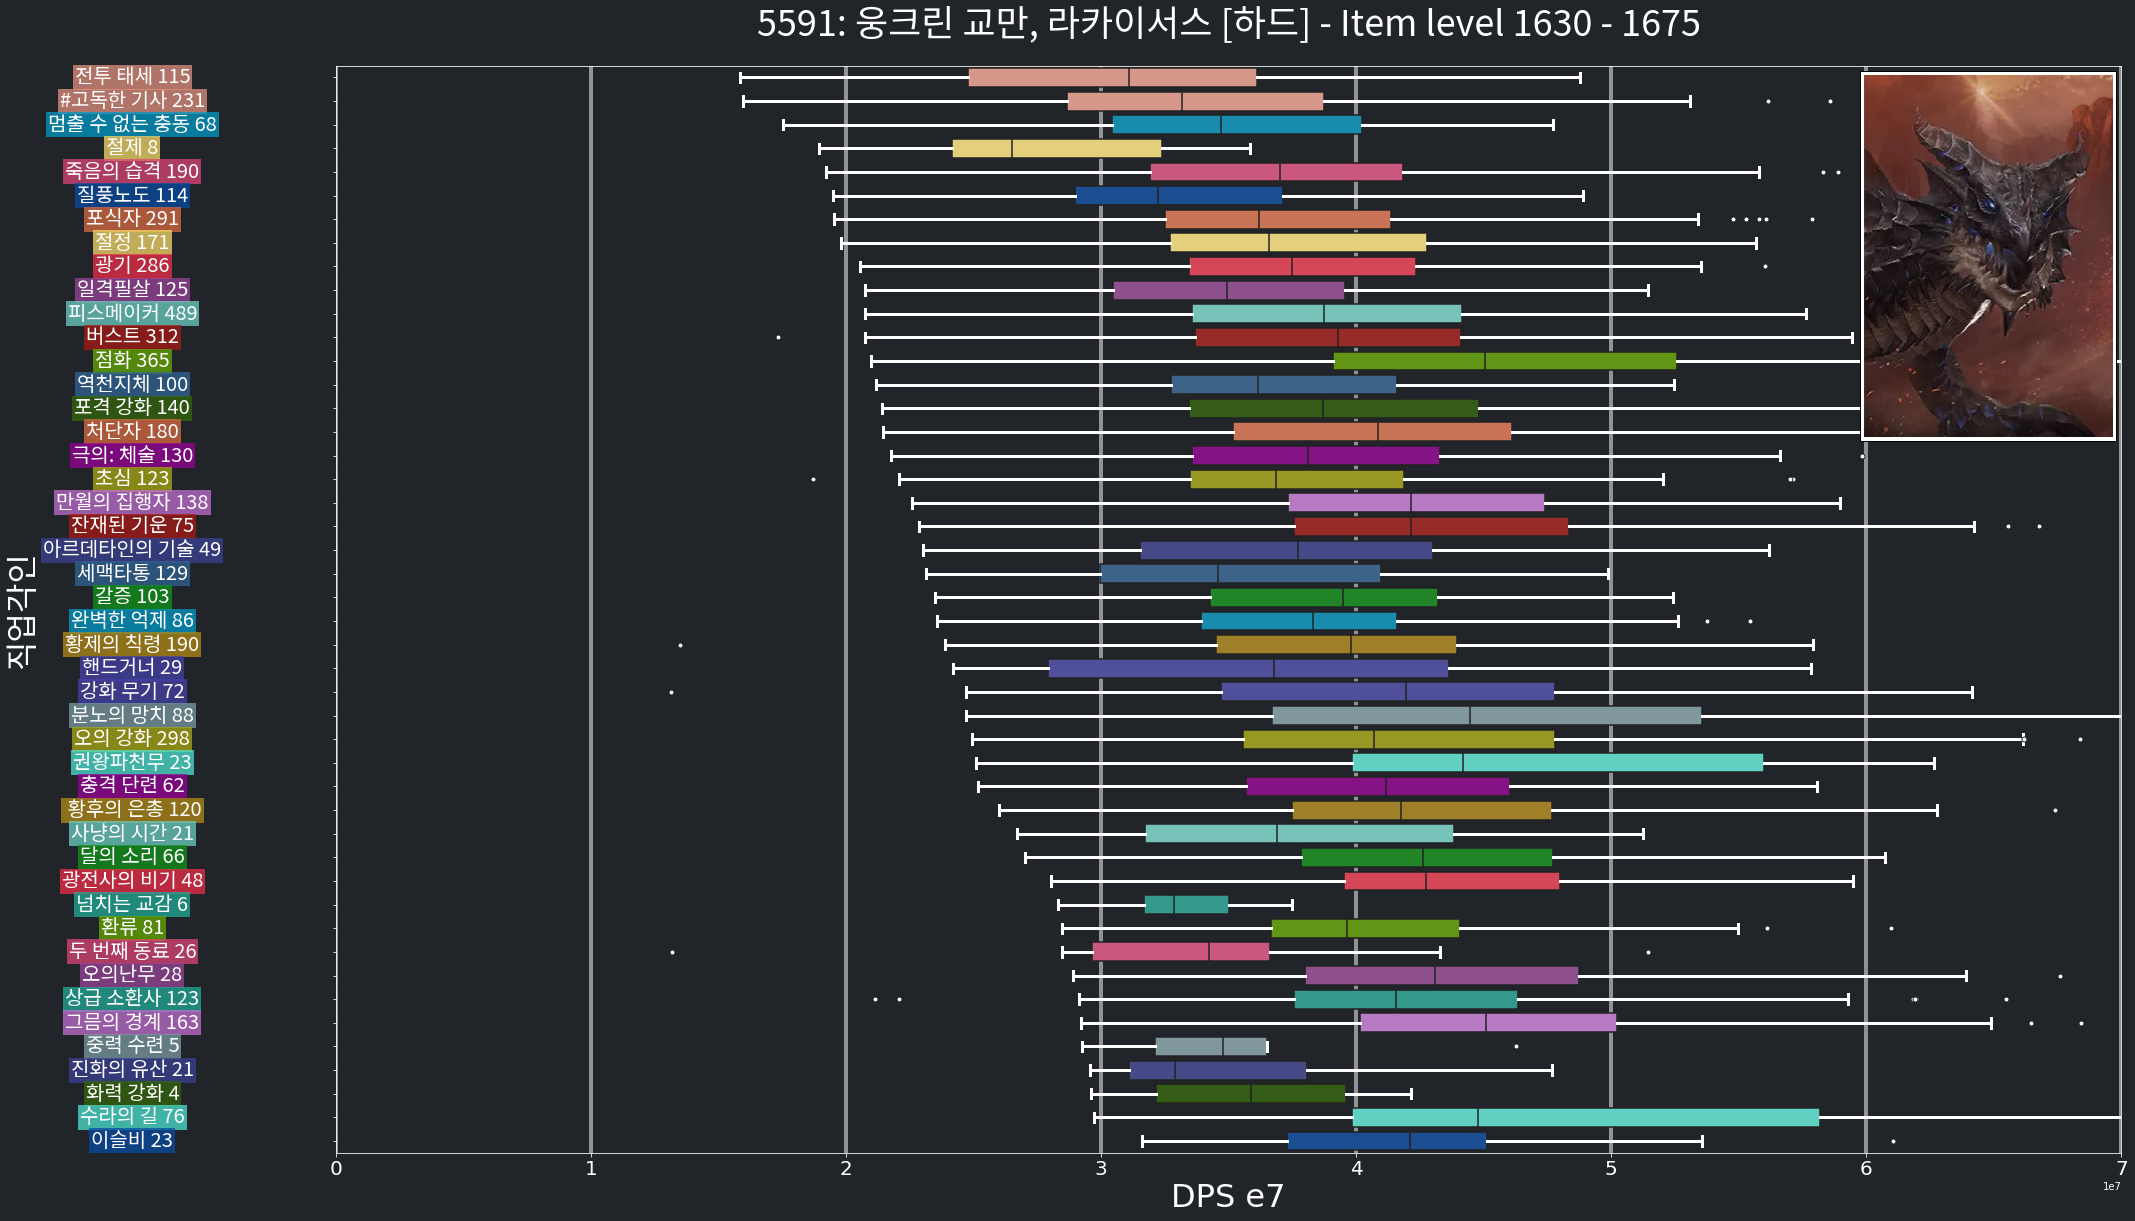 5591: 웅크린 교만, 라카이서스 [하드] - Item level 1630 - 1675
직업각인
전투 태세 115
#고독한 기사 231
멈출 수 없는 충동 68
절제 8
죽음의 습격 190
질풍노도 114
포식자 291
절정 171
광기 286
일격필살 125
피스메이커 489
버스트 312
점화 365
역천지체 100
포격 강화 140
처단자 180
극의: 체술 130
초심 123
만월의 집행자 138
잔재된 기운 75
아르데타인의 기술 49
세맥타통 129
갈증 103
완벽한 억제 86
황제의 칙령 190
핸드거너 29
강화 무기 72
분노의 망치 88
오의 강화 298
권왕파천무 23
충격 단련 62
황후의 은총 120
사냥의 시간 21
달의 소리 66
광전사의 비기 48
넘치는 교감 6
환류 81
두 번째 동료 26
오의난무 28
상급 소환사 123
그믐의 경계 163
중력 수련 5
진화의 유산 21
화력 강화 4
수라의 길 76
이슬비 23
0 1 2 3 4 5 6 7
1e7
DPS e7